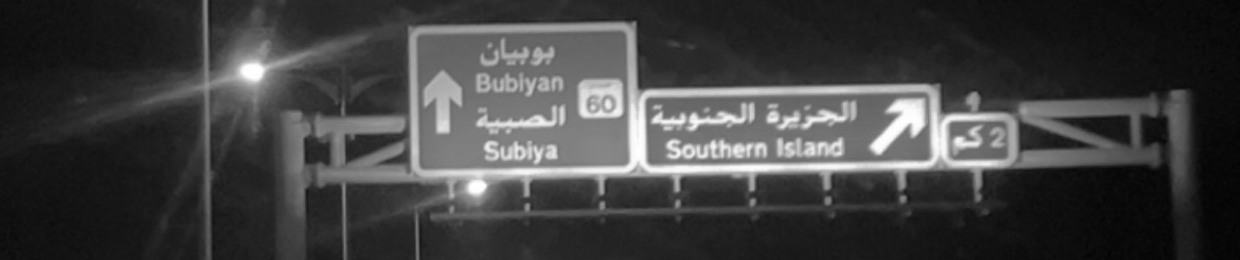 بوبيان
Bubiyan
الصبية
Subiya
60
الجزيرة الجنوبية
Southern Island
2 كم